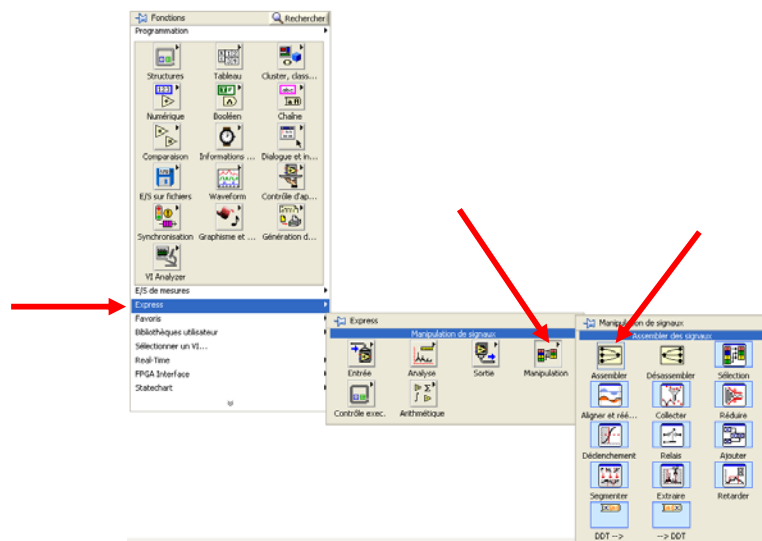 Fonctions Rechercher
Programmation
Structures Tableau Cluster, class...
Numérique Booléen Chaîne
Comparaison Informations ... Dialogue et in...
E/S sur fichiers Waveform Contrôle d'ap...
Synchronisation Graphisme et ... Génération d...
VI Analyzer
E/S de mesures
Express
Favoris
Bibliothèques utilisateur
Sélectionner un VI...
Real-Time
FPGA Interface
Statechart
Express
Manipulation de signaux
Entrée Analyse Sortie Manipulation
Contrôle exec. Arithmétique
Manipulation de signaux
Assembler des signaux
Assembler Désassembler Sélection
Aligner et réé... Collecter Réduire
Déclenchement Relais Ajouter
Segmenter Extraire Retarder
DDT --> --> DDT